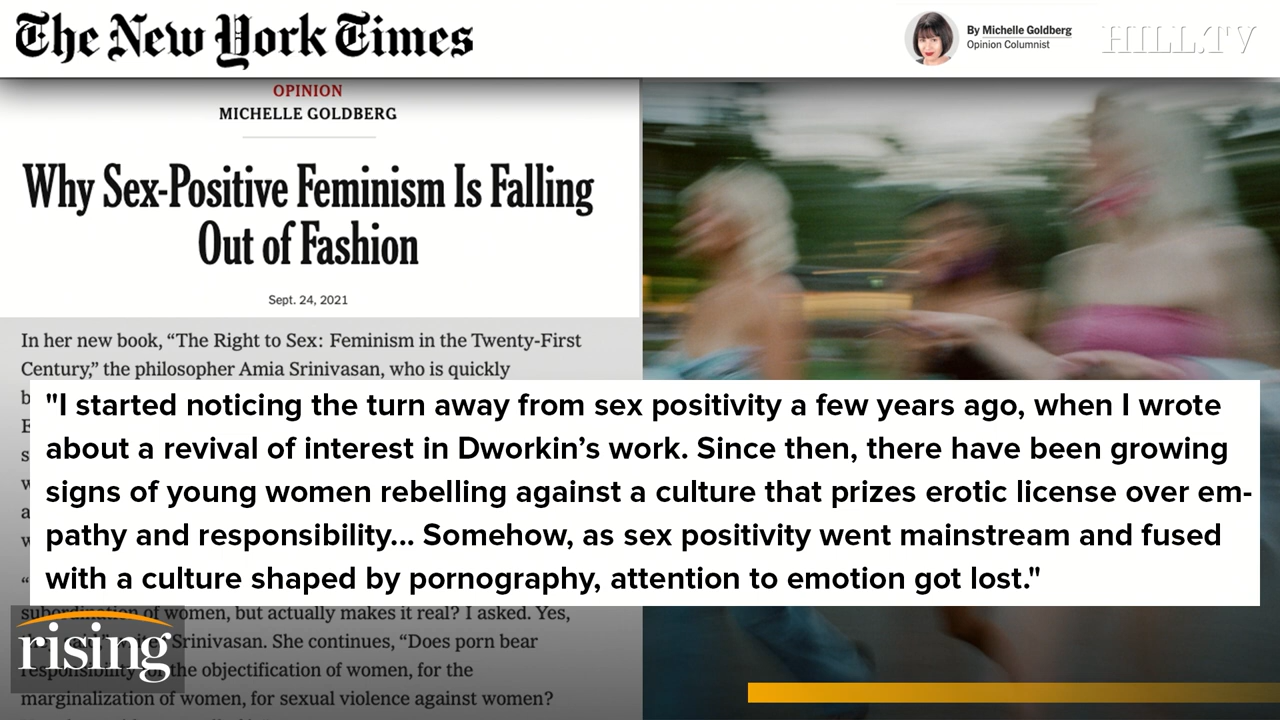 The New York Times
By Michelle Goldberg
Opinion Columnist
HILL.TV
OPINION
MICHELLE GOLDBERG
Why Sex-Positive Feminism Is Falling
Out of Fashion
Sept. 24, 2021
In her new book, “The Right to Sex: Feminism in the Twenty-First
Century,” the philosopher Amia Srinivasan, who is quickly
"I started noticing the turn away from sex positivity a few years ago, when I wrote
about a revival of interest in Dworkin’s work. Since then, there have been growing
signs of young women rebelling against a culture that prizes erotic license over em-
pathy and responsibility... Somehow, as sex positivity went mainstream and fused
with a culture shaped by pornography, attention to emotion got lost."
subordination of women, but actually makes it real? I asked. Yes,
Srinivasan. She continues, “Does porn bear
responsibility for the objectification of women, for the
marginalization of women, for sexual violence against women?
rising